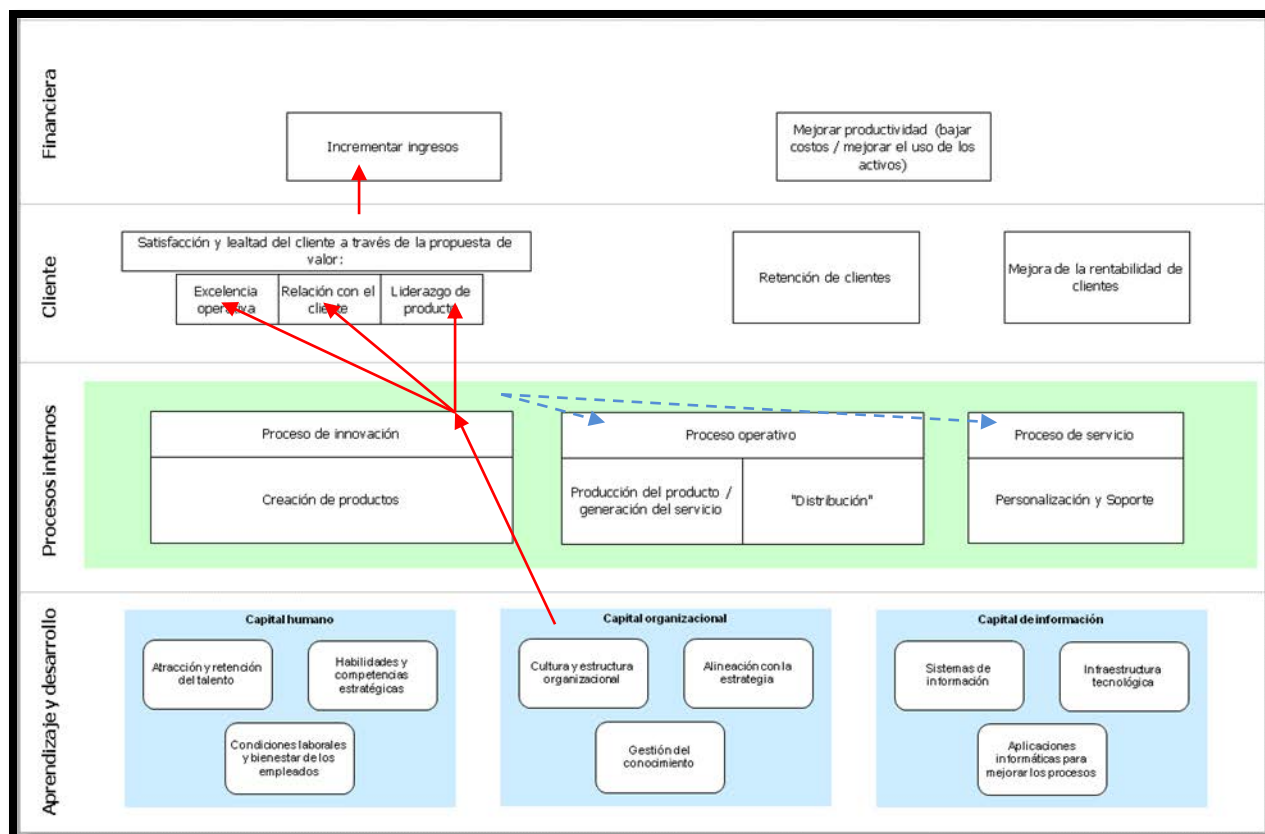 Financiera
Incrementar ingresos
Mejorar productividad (bajar
costos / mejorar el uso de los
activos)
Cliente
Satisfacción y lealtad del cliente a través de la propuesta de
valor:
Excelencia
operativa
Relación con el
cliente
Liderazgo de
producto
Retención de clientes
Mejora de la rentabilidad de
clientes
Procesos internos
Proceso de innovación
Creación de productos
Proceso operativo
Producción del producto /
generación del servicio
"Distribución"
Proceso de servicio
Personalización y Soporte
Aprendizaje y desarrollo
Capital humano
Atracción y retención
del talento
Habilidades y
competencias
estratégicas
Condiciones laborales
y bienestar de los
empleados
Capital organizacional
Cultura y estructura
organizacional
Alineación con la
estrategia
Gestión del
conocimiento
Capital de información
Sistemas de
información
Infraestructura
tecnológica
Aplicaciones
informáticas para
mejorar los procesos